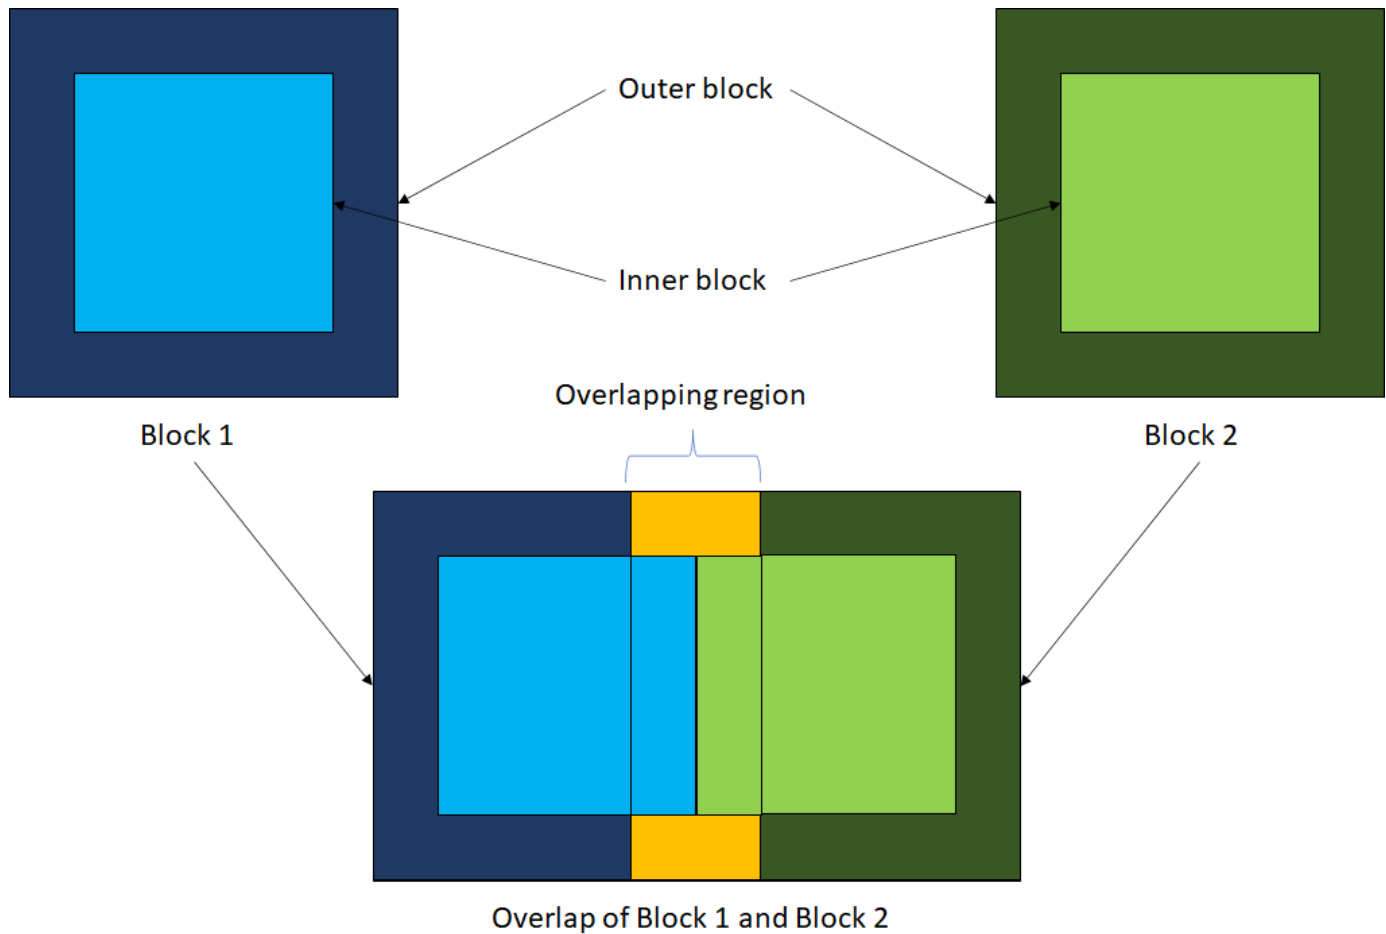 Outer block
Inner block
Overlapping region
Block 1
Block 2
Overlap of Block 1 and Block 2